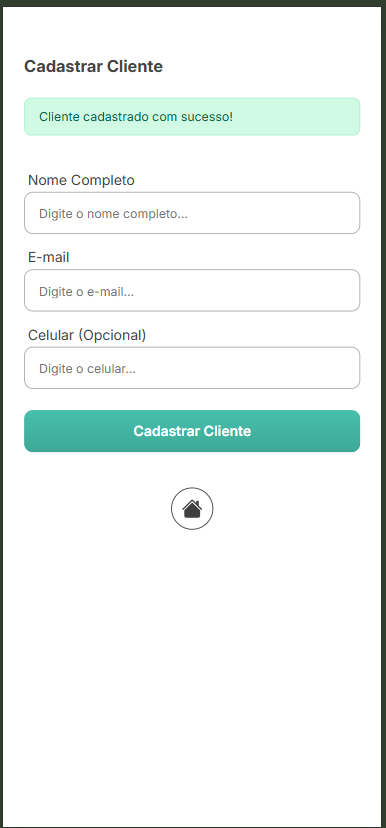 Cadastrar Cliente
Cliente cadastrado com sucesso!
Nome Completo
Digite o nome completo...
E-mail
Digite o e-mail...
Celular (Opcional)
Digite o celular...
Cadastrar Cliente